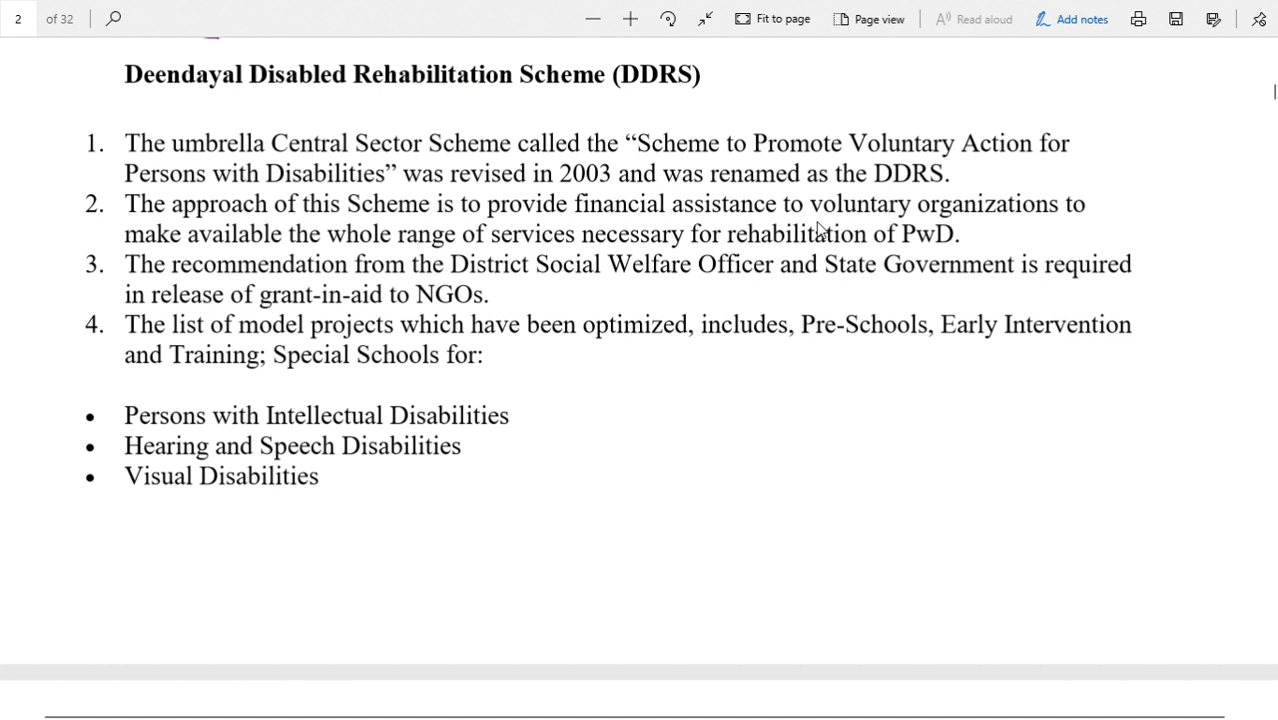 2 of 32 Fit to page Page view Read aloud Add notes
Deendayal Disabled Rehabilitation Scheme (DDRS)
1. The umbrella Central Sector Scheme called the “Scheme to Promote Voluntary Action for
Persons with Disabilities” was revised in 2003 and was renamed as the DDRS.
2. The approach of this Scheme is to provide financial assistance to voluntary organizations to
make available the whole range of services necessary for rehabilitation of PwD.
3. The recommendation from the District Social Welfare Officer and State Government is required
in release of grant-in-aid to NGOs.
4. The list of model projects which have been optimized, includes, Pre-Schools, Early Intervention
and Training; Special Schools for:
• Persons with Intellectual Disabilities
• Hearing and Speech Disabilities
• Visual Disabilities